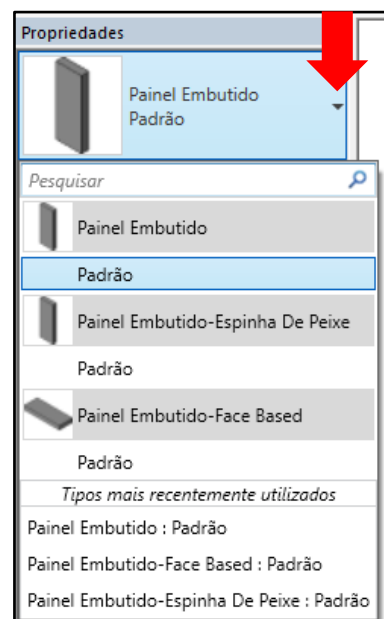 Propriedades
Painel Embutido
Padrão
Pesquisar
Painel Embutido
Padrão
Painel Embutido-Espinha De Peixe
Padrão
Painel Embutido-Face Based
Padrão
Tipos mais recentemente utilizados
Painel Embutido : Padrão
Painel Embutido-Face Based : Padrão
Painel Embutido-Espinha De Peixe : Padrão